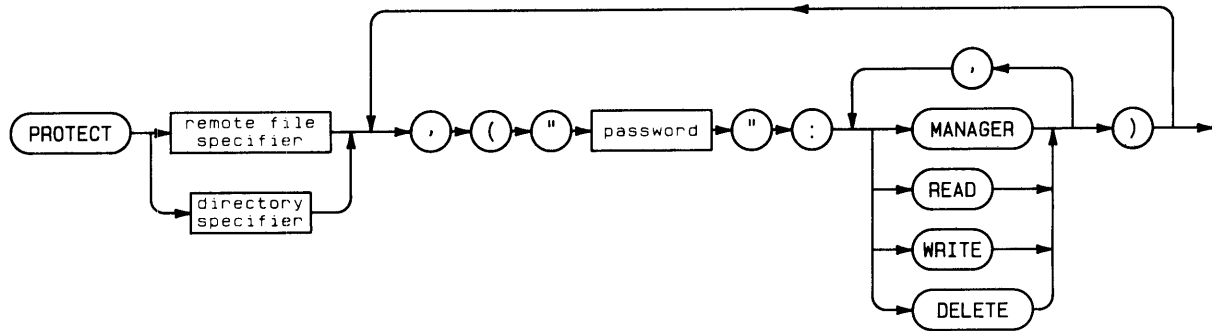 ,
PROTECT
remote file
specifier
, ( " password " : MANAGER )
directory
specifier
READ
WRITE
DELETE